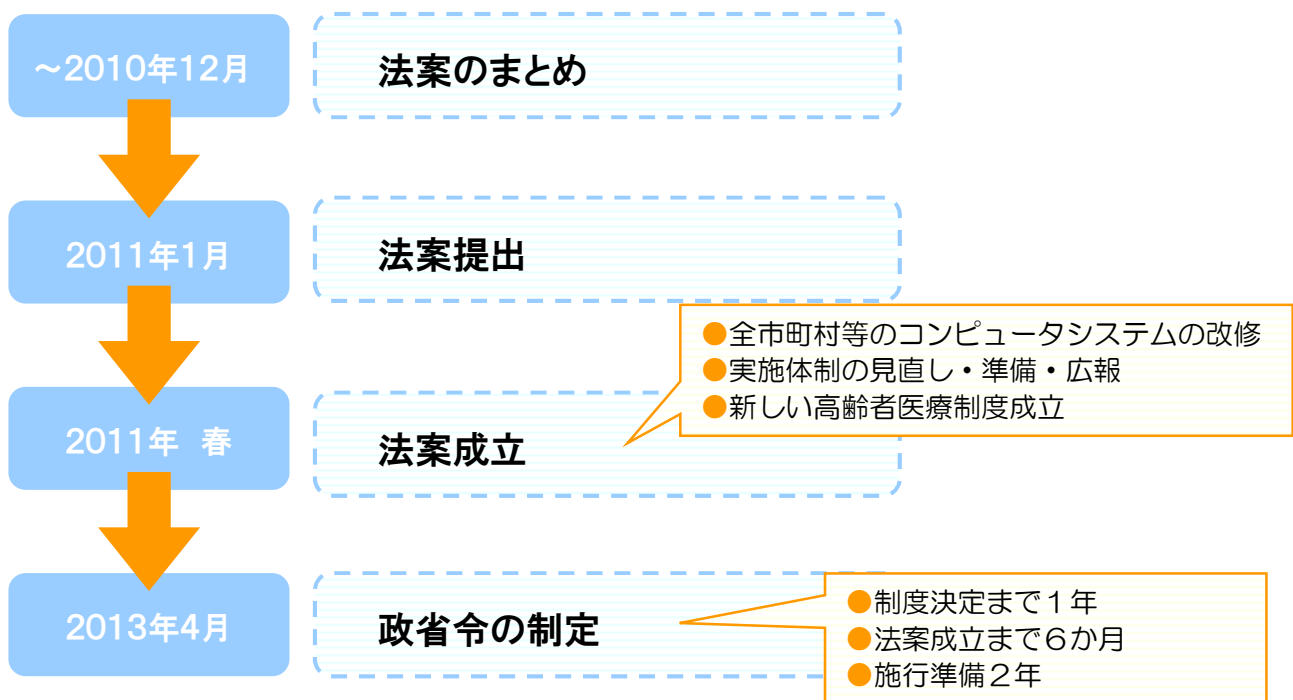 ～2010年12月
法案のまとめ
2011年1月
法案提出
●全市町村等のコンピュータシステムの改修
●実施体制の見直し・準備・広報
●新しい高齢者医療制度成立
2011年　春
法案成立
2013年4月
政省令の制定
●制度決定まで１年
●法案成立まで６か月
●施行準備２年